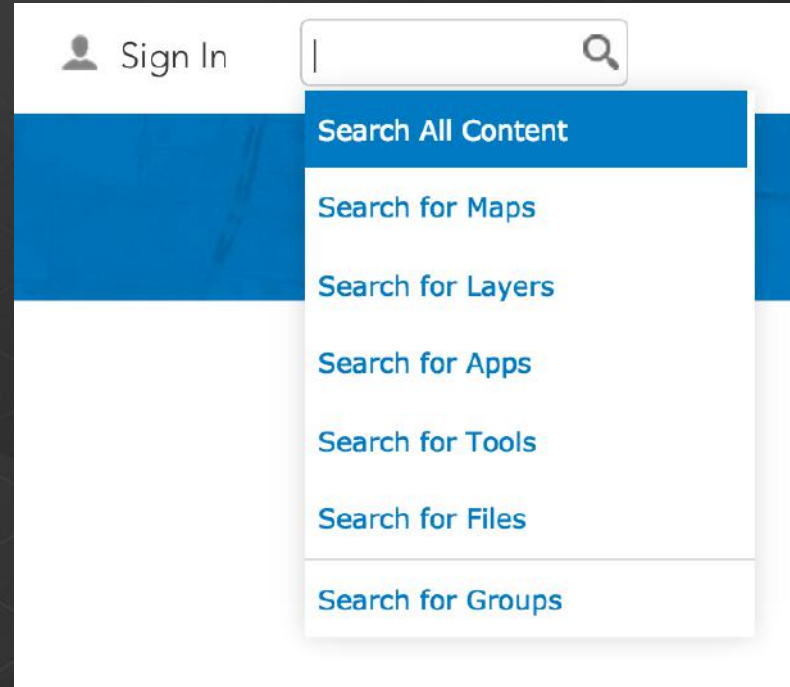 Sign In
Search All Content
Search for Maps
Search for Layers
Search for Apps
Search for Tools
Search for Files
Search for Groups